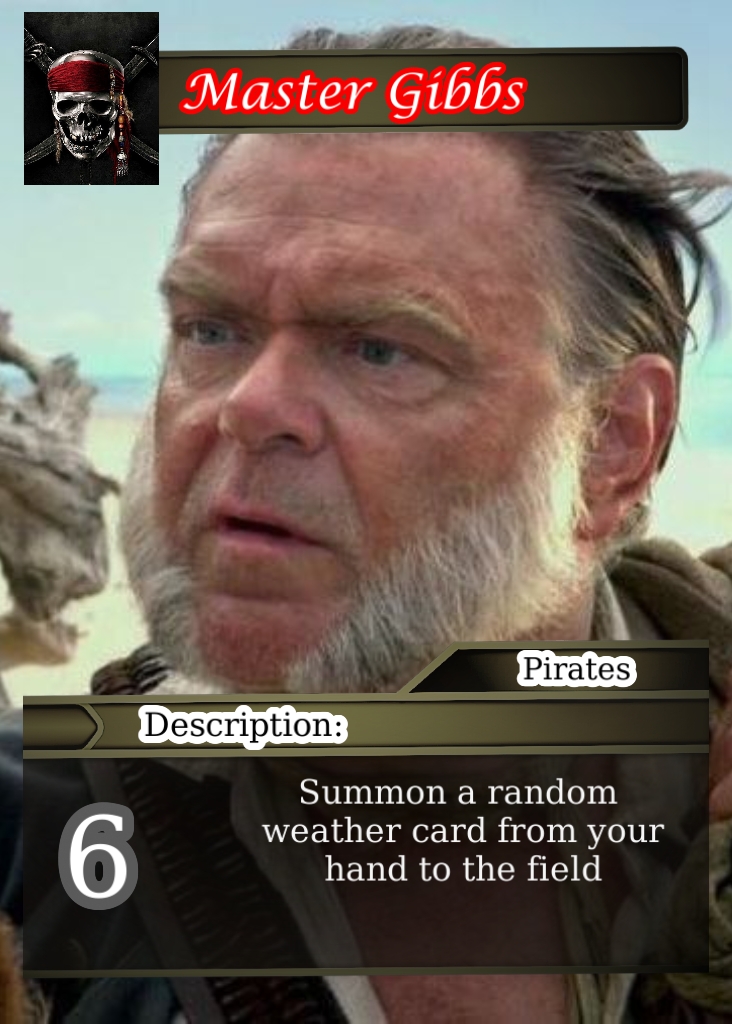 Master Gibbs
Pirates
Description:
6
Summon a random
weather card from your
hand to the field